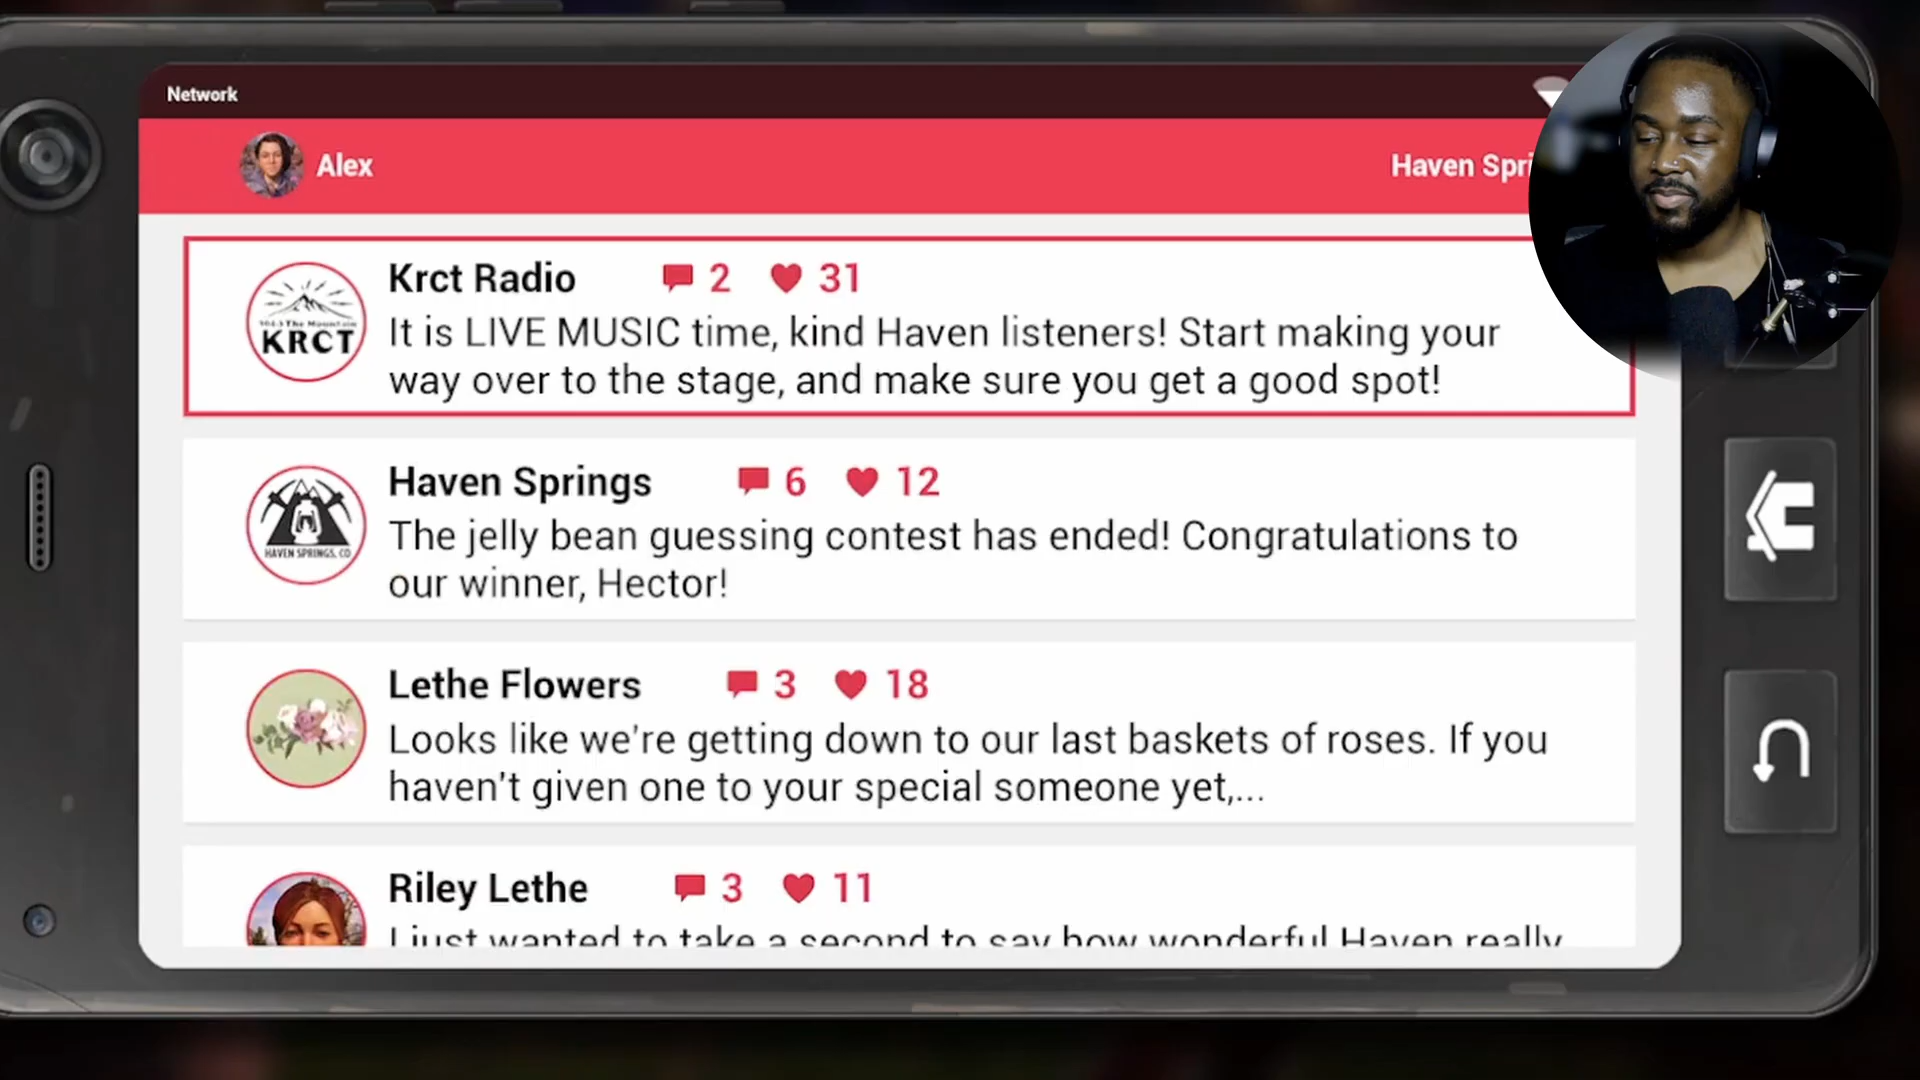 Network
Alex
Haven Spri
Krct Radio 2 31
It is LIVE MUSIC time, kind Haven listeners! Start making your
way over to the stage, and make sure you get a good spot!
KRCT
Haven Springs 6 12
The jelly bean guessing contest has ended! Congratulations to
our winner, Hector!
HAVEN SPRINGS, CO
Lethe Flowers 3 18
Looks like we're getting down to our last baskets of roses. If you
haven't given one to your special someone yet,...
Riley Lethe 3 11
I just wanted to take a second to say how wonderful Haven really